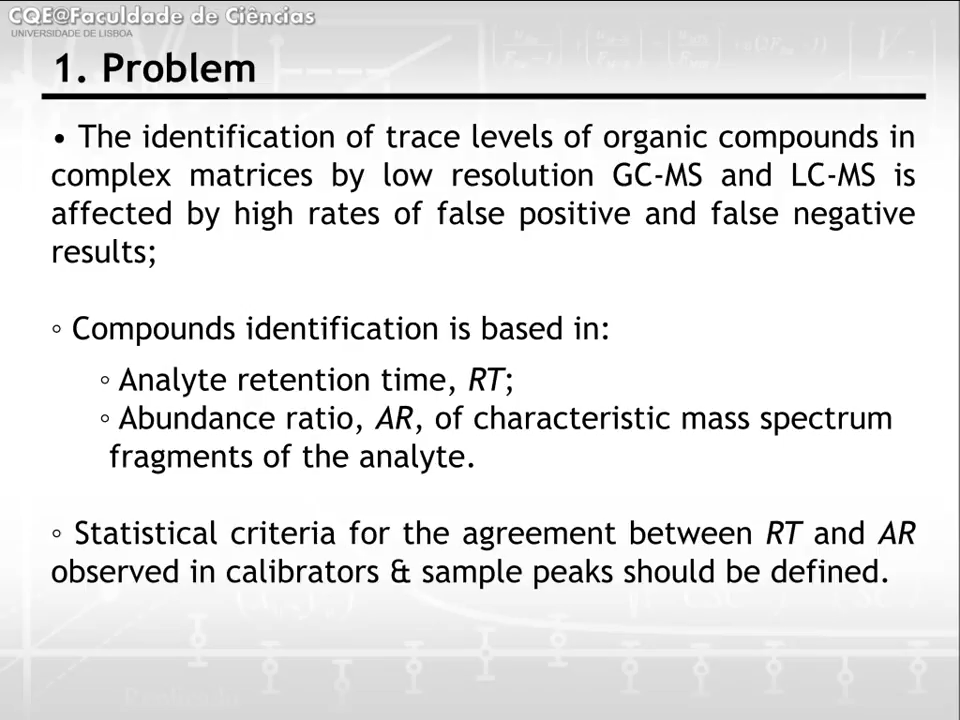 CQE@Faculdade de Ciências
UNIVERSIDADE DE LISBOA
1. Problem
• The identification of trace levels of organic compounds in
complex matrices by low resolution GC-MS and LC-MS is
affected by high rates of false positive and false negative
results;
◦ Compounds identification is based in:
◦ Analyte retention time, RT;
◦ Abundance ratio, AR, of characteristic mass spectrum
fragments of the analyte.
◦ Statistical criteria for the agreement between RT and AR
observed in calibrators & sample peaks should be defined.